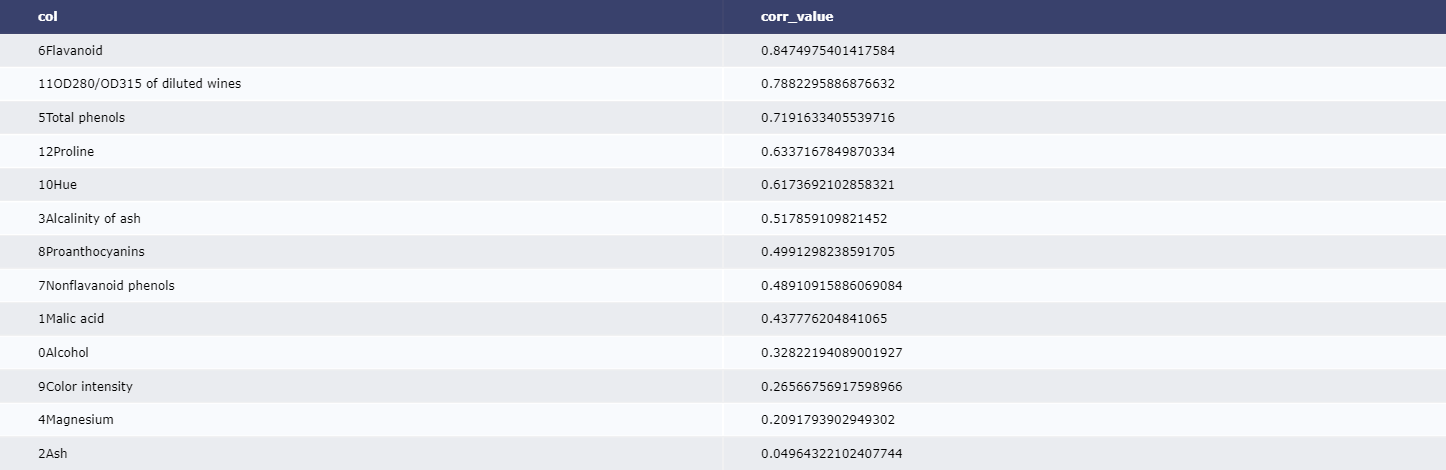 col corr_value
6Flavanoid 0.8474975401417584
11OD280/OD315 of diluted wines 0.7882295886876632
5Total phenols 0.7191633405539716
12Proline 0.6337167849870334
10Hue 0.6173692102858321
3Alcalinity of ash 0.517859109821452
8Proanthocyanins 0.4991298238591705
7Nonflavanoid phenols 0.48910915886069084
1Malic acid 0.437776204841065
0Alcohol 0.32822194089001927
9Color intensity 0.26566756917598966
4Magnesium 0.2091793902949302
2Ash 0.04964322102407744